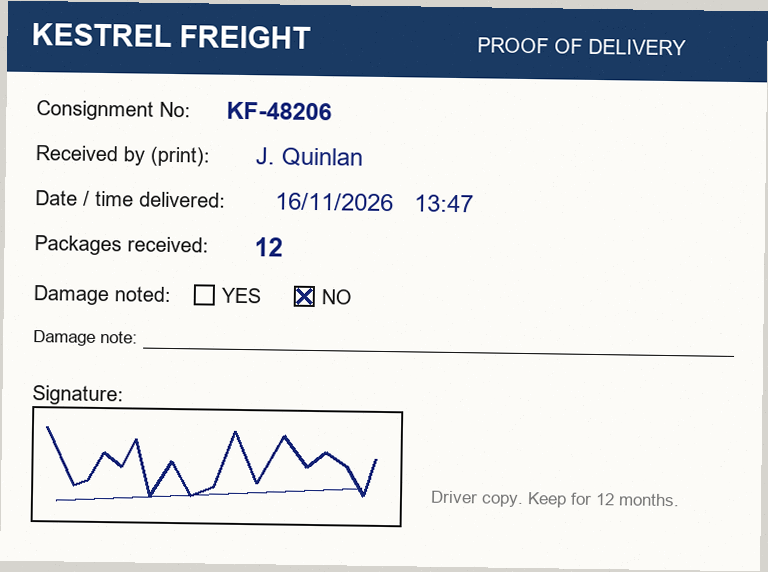 KESTREL FREIGHT PROOF OF DELIVERY
Consignment No: KF-48206
Received by (print): J. Quinlan
Date / time delivered: 16/11/2026 13:47
Packages received: 12
Damage noted: YES NO
Damage note:
Signature:
Driver copy. Keep for 12 months.